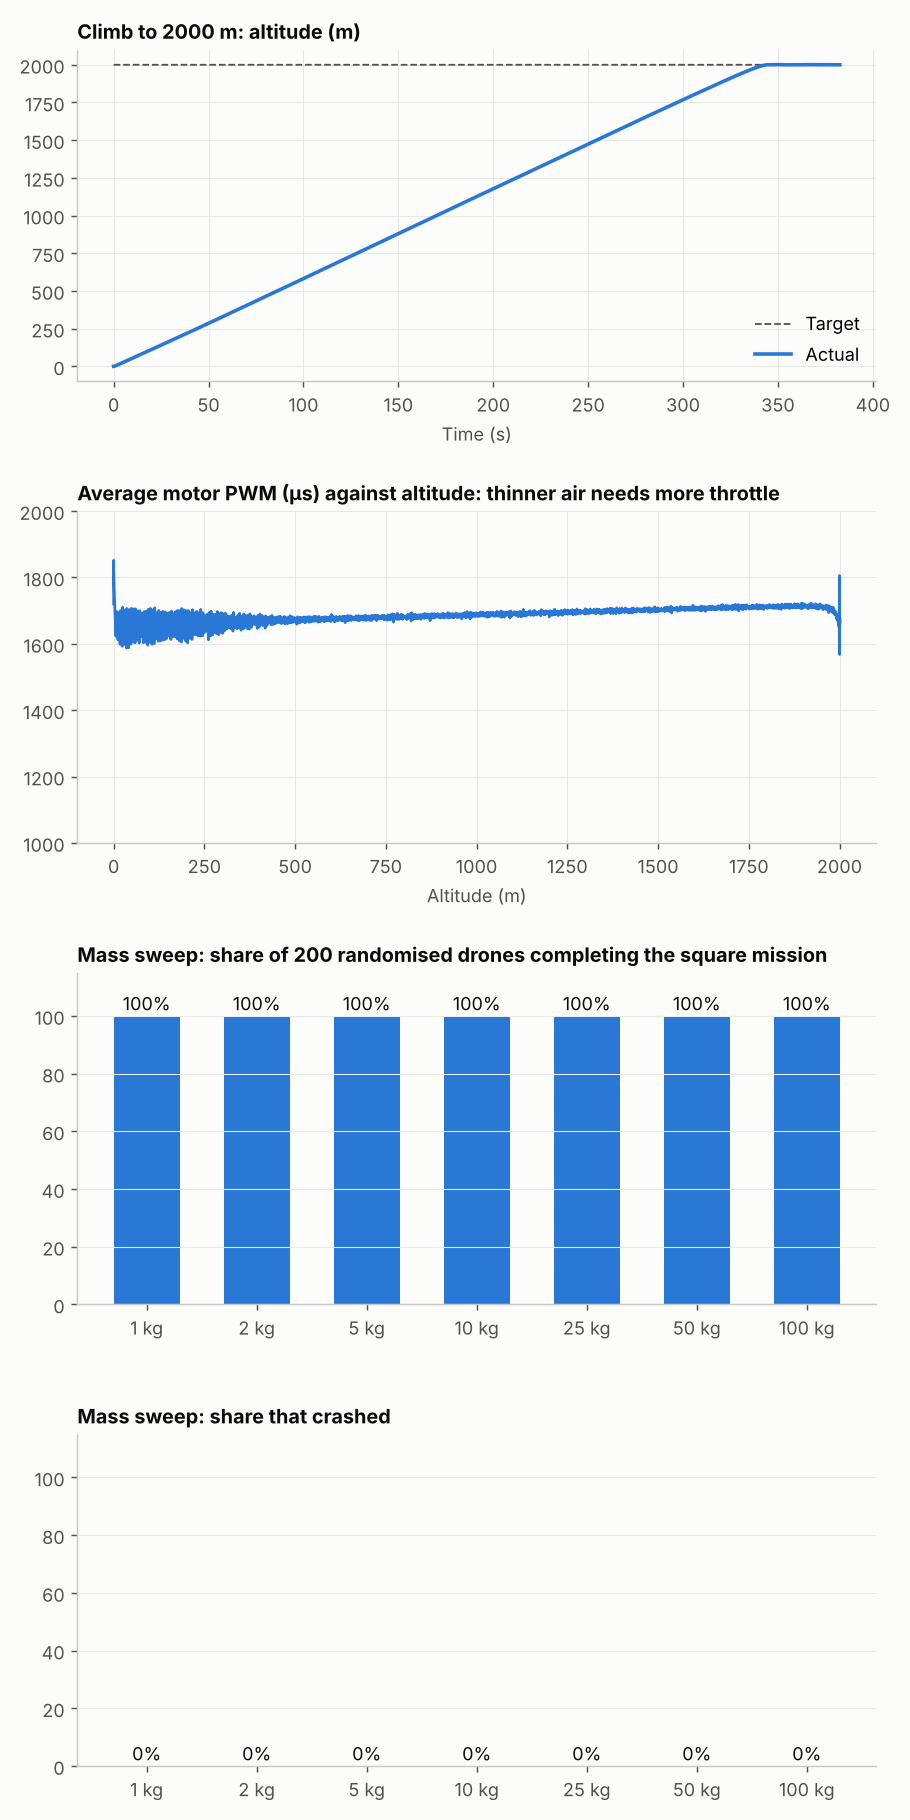 Climb to 2000 m: altitude (m)
2000
1750
1500
1250
1000
750
500
250
0
Target
Actual
0 50 100 150 200 250 300 350 400
Time (s)
Average motor PWM (µs) against altitude: thinner air needs more throttle
2000
1800
1600
1400
1200
1000
0 250 500 750 1000 1250 1500 1750 2000
Altitude (m)
Mass sweep: share of 200 randomised drones completing the square mission
100% 100% 100% 100% 100% 100% 100%
100
80
60
40
20
0
1 kg 2 kg 5 kg 10 kg 25 kg 50 kg 100 kg
Mass sweep: share that crashed
100
80
60
40
20
0% 0% 0% 0% 0% 0% 0%
0
1 kg 2 kg 5 kg 10 kg 25 kg 50 kg 100 kg